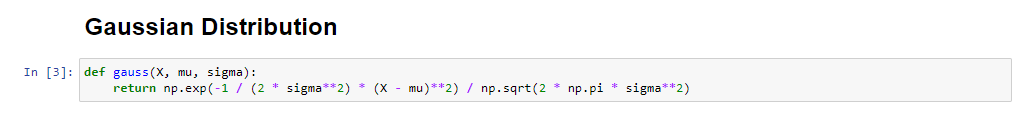 Gaussian Distribution
In [3]: def gauss(X, mu, sigma):
    return np.exp(-1 / (2 * sigma**2) * (X - mu)**2) / np.sqrt(2 * np.pi * sigma**2)